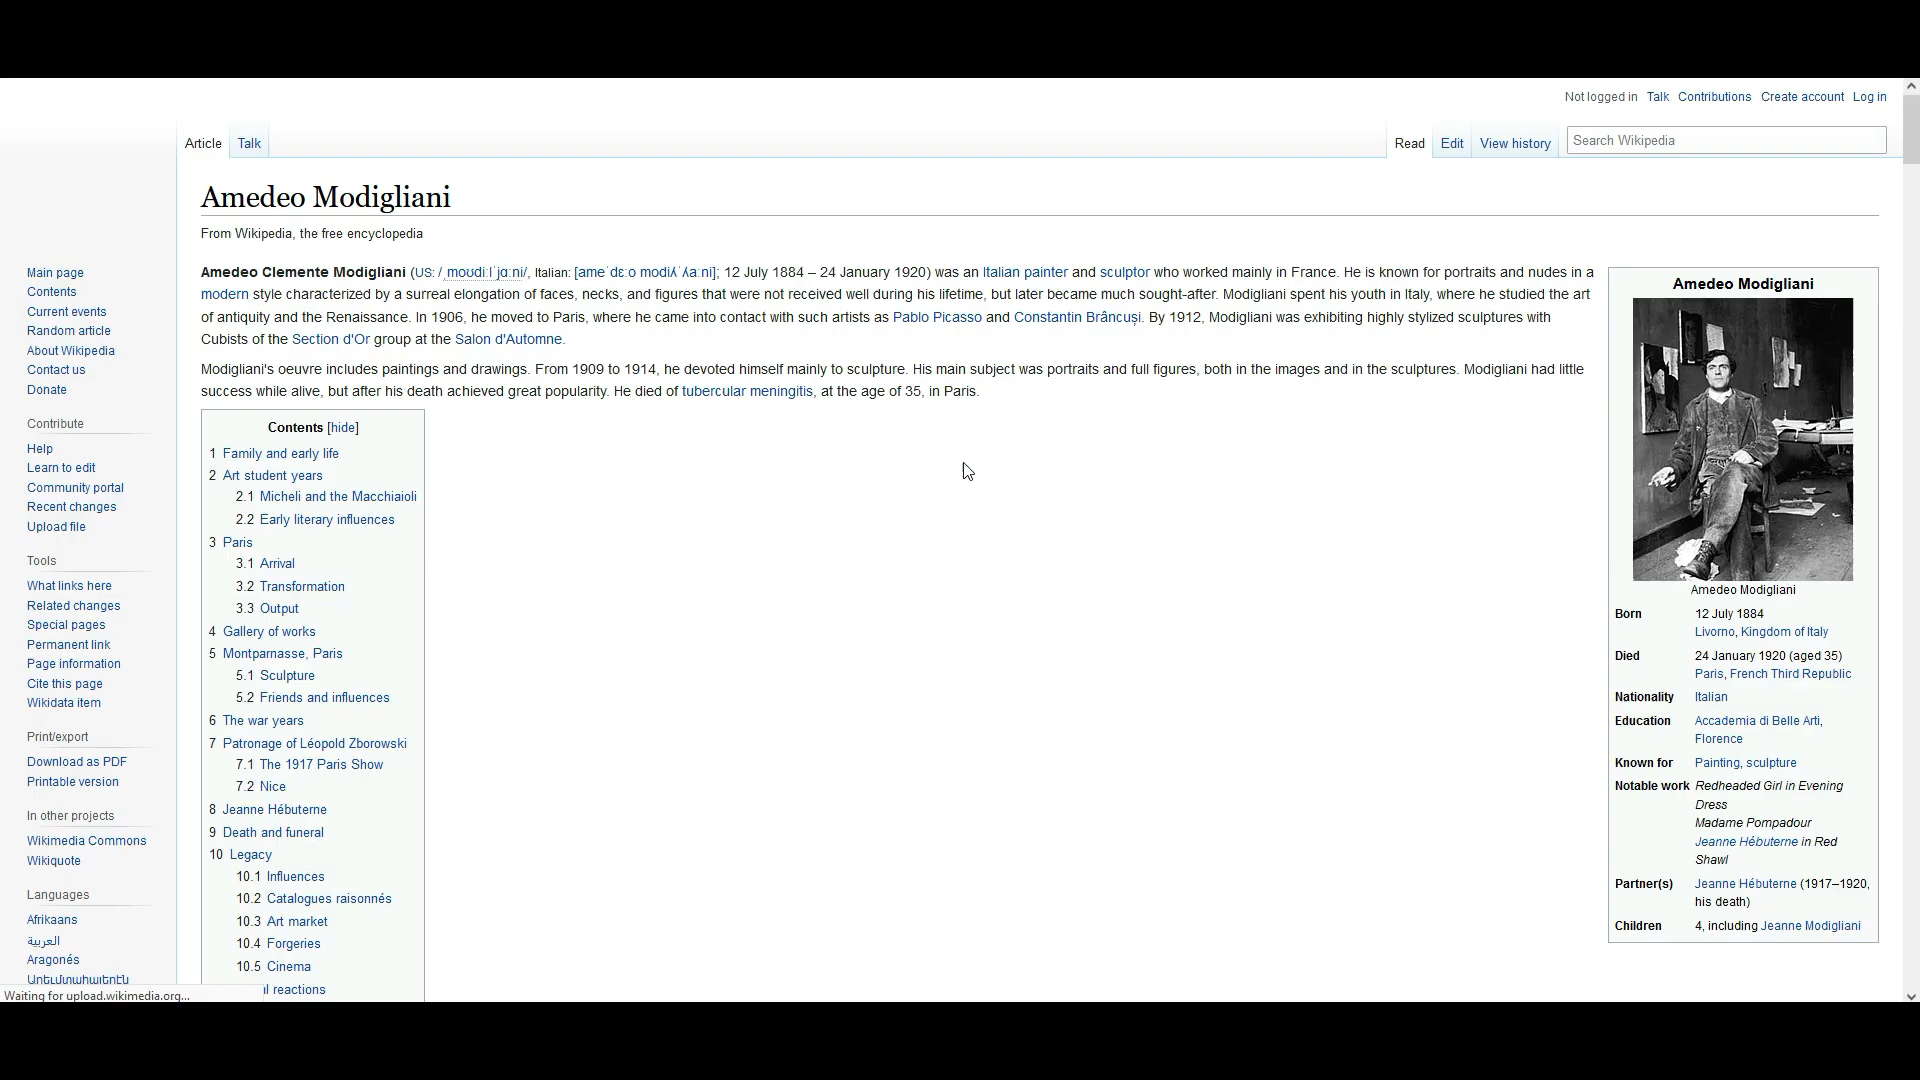 Not logged in Talk Contributions Create account Log in
Article Talk Read Edit View history Search Wikipedia
Amedeo Modigliani
From Wikipedia, the free encyclopedia
Amedeo Clemente Modigliani (US: /ˌmoʊdiːlˈjɑːni/, Italian: [ameˈdɛːo modiʎˈʎaːni]; 12 July 1884 – 24 January 1920) was an Italian painter and sculptor who worked mainly in France. He is known for portraits and nudes in a
modern style characterized by a surreal elongation of faces, necks, and figures that were not received well during his lifetime, but later became much sought-after. Modigliani spent his youth in Italy, where he studied the art
of antiquity and the Renaissance. In 1906, he moved to Paris, where he came into contact with such artists as Pablo Picasso and Constantin Brâncuși. By 1912, Modigliani was exhibiting highly stylized sculptures with
Cubists of the Section d'Or group at the Salon d'Automne.
Modigliani's oeuvre includes paintings and drawings. From 1909 to 1914, he devoted himself mainly to sculpture. His main subject was portraits and full figures, both in the images and in the sculptures. Modigliani had little
success while alive, but after his death achieved great popularity. He died of tubercular meningitis, at the age of 35, in Paris.
Contents [hide]
1 Family and early life
2 Art student years
2.1 Micheli and the Macchiaioli
2.2 Early literary influences
3 Paris
3.1 Arrival
3.2 Transformation
3.3 Output
4 Gallery of works
5 Montparnasse, Paris
5.1 Sculpture
5.2 Friends and influences
6 The war years
7 Patronage of Léopold Zborowski
7.1 The 1917 Paris Show
7.2 Nice
8 Jeanne Hébuterne
9 Death and funeral
10 Legacy
10.1 Influences
10.2 Catalogues raisonnés
10.3 Art market
10.4 Forgeries
10.5 Cinema
l reactions
Amedeo Modigliani
Amedeo Modigliani
Born 12 July 1884
Livorno, Kingdom of Italy
Died 24 January 1920 (aged 35)
Paris, French Third Republic
Nationality Italian
Education Accademia di Belle Arti,
Florence
Known for Painting, sculpture
Notable work Redheaded Girl in Evening
Dress
Madame Pompadour
Jeanne Hébuterne in Red
Shawl
Partner(s) Jeanne Hébuterne (1917–1920,
his death)
Children 4, including Jeanne Modigliani
Main page
Contents
Current events
Random article
About Wikipedia
Contact us
Donate
Contribute
Help
Learn to edit
Community portal
Recent changes
Upload file
Tools
What links here
Related changes
Special pages
Permanent link
Page information
Cite this page
Wikidata item
Print/export
Download as PDF
Printable version
In other projects
Wikimedia Commons
Wikiquote
Languages
Afrikaans
العربية
Aragonés
Արեւմտահայերէն
Waiting for upload.wikimedia.org...